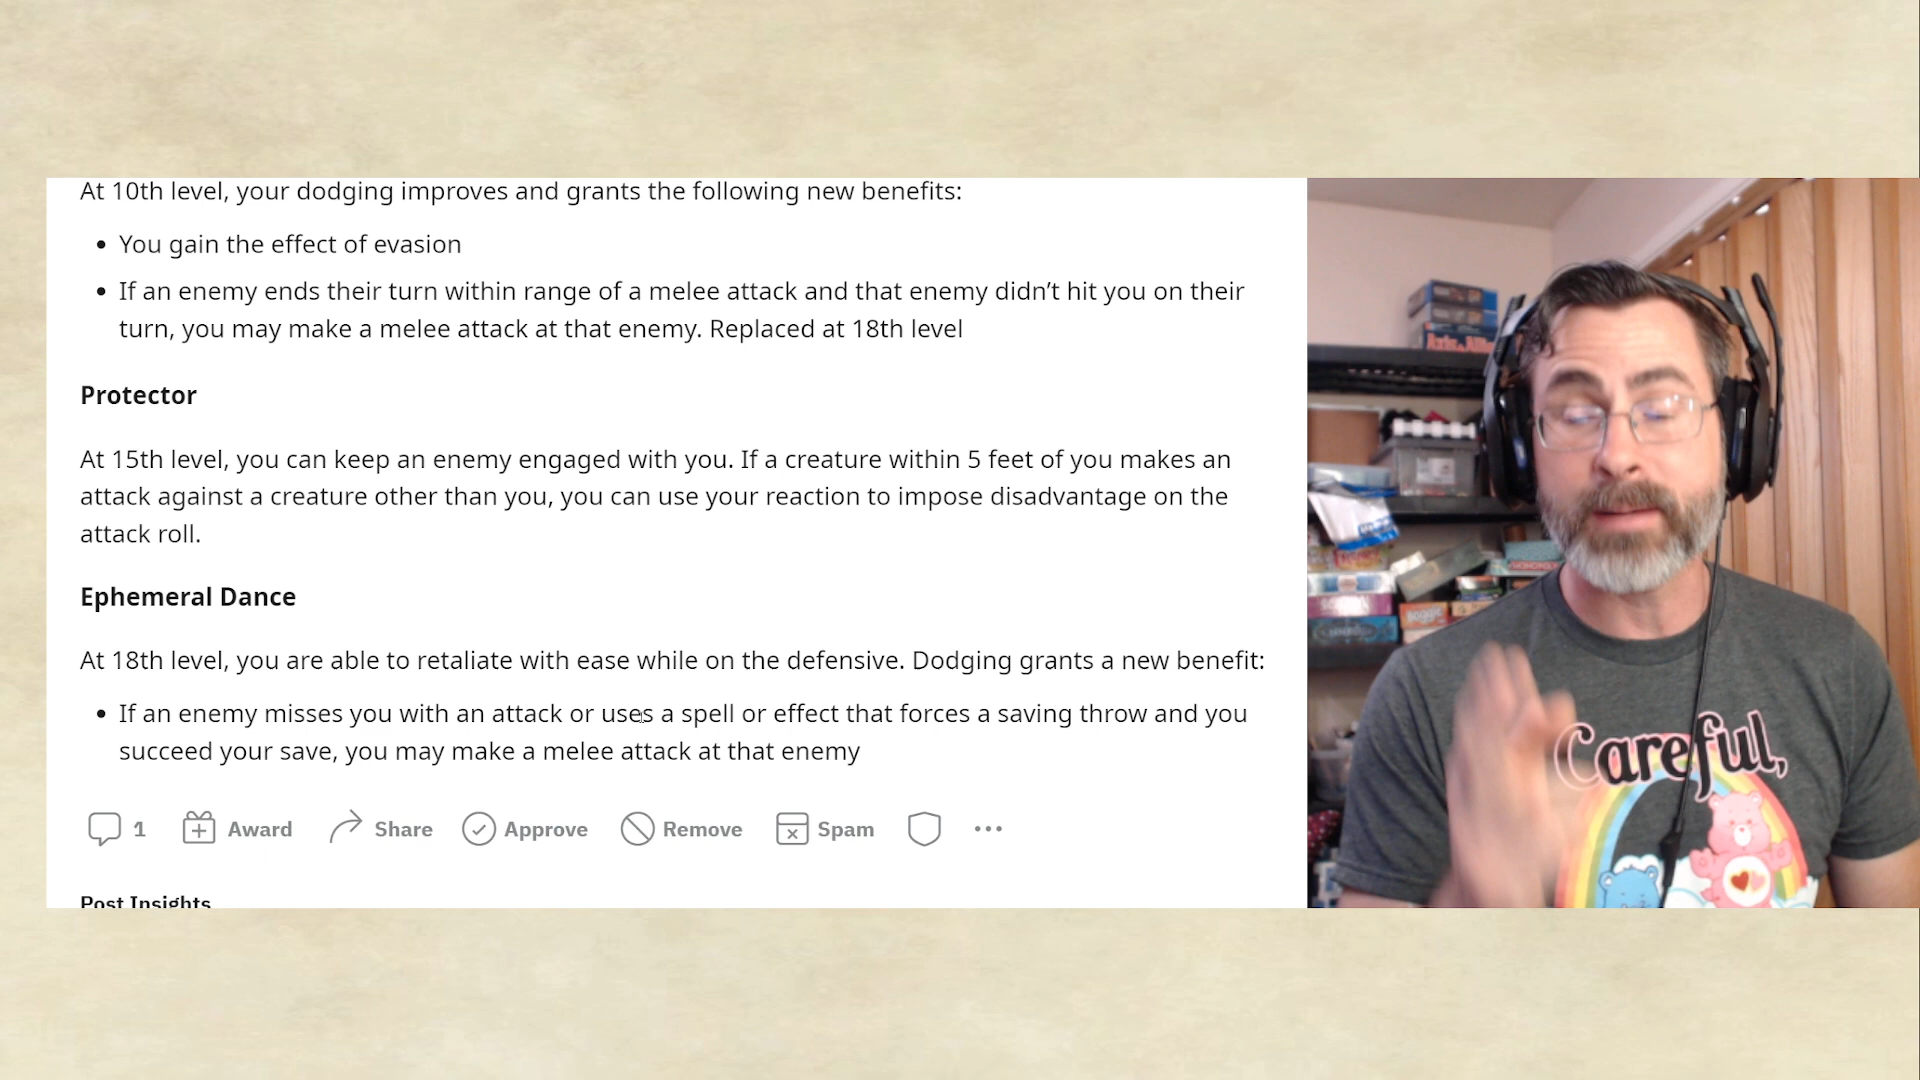 At 10th level, your dodging improves and grants the following new benefits:
• You gain the effect of evasion
• If an enemy ends their turn within range of a melee attack and that enemy didn’t hit you on their
turn, you may make a melee attack at that enemy. Replaced at 18th level
Protector
At 15th level, you can keep an enemy engaged with you. If a creature within 5 feet of you makes an
attack against a creature other than you, you can use your reaction to impose disadvantage on the
attack roll.
Ephemeral Dance
At 18th level, you are able to retaliate with ease while on the defensive. Dodging grants a new benefit:
• If an enemy misses you with an attack or uses a spell or effect that forces a saving throw and you
succeed your save, you may make a melee attack at that enemy
1 Award Share Approve Remove Spam
Post Insights
Axis & Allies
Careful,